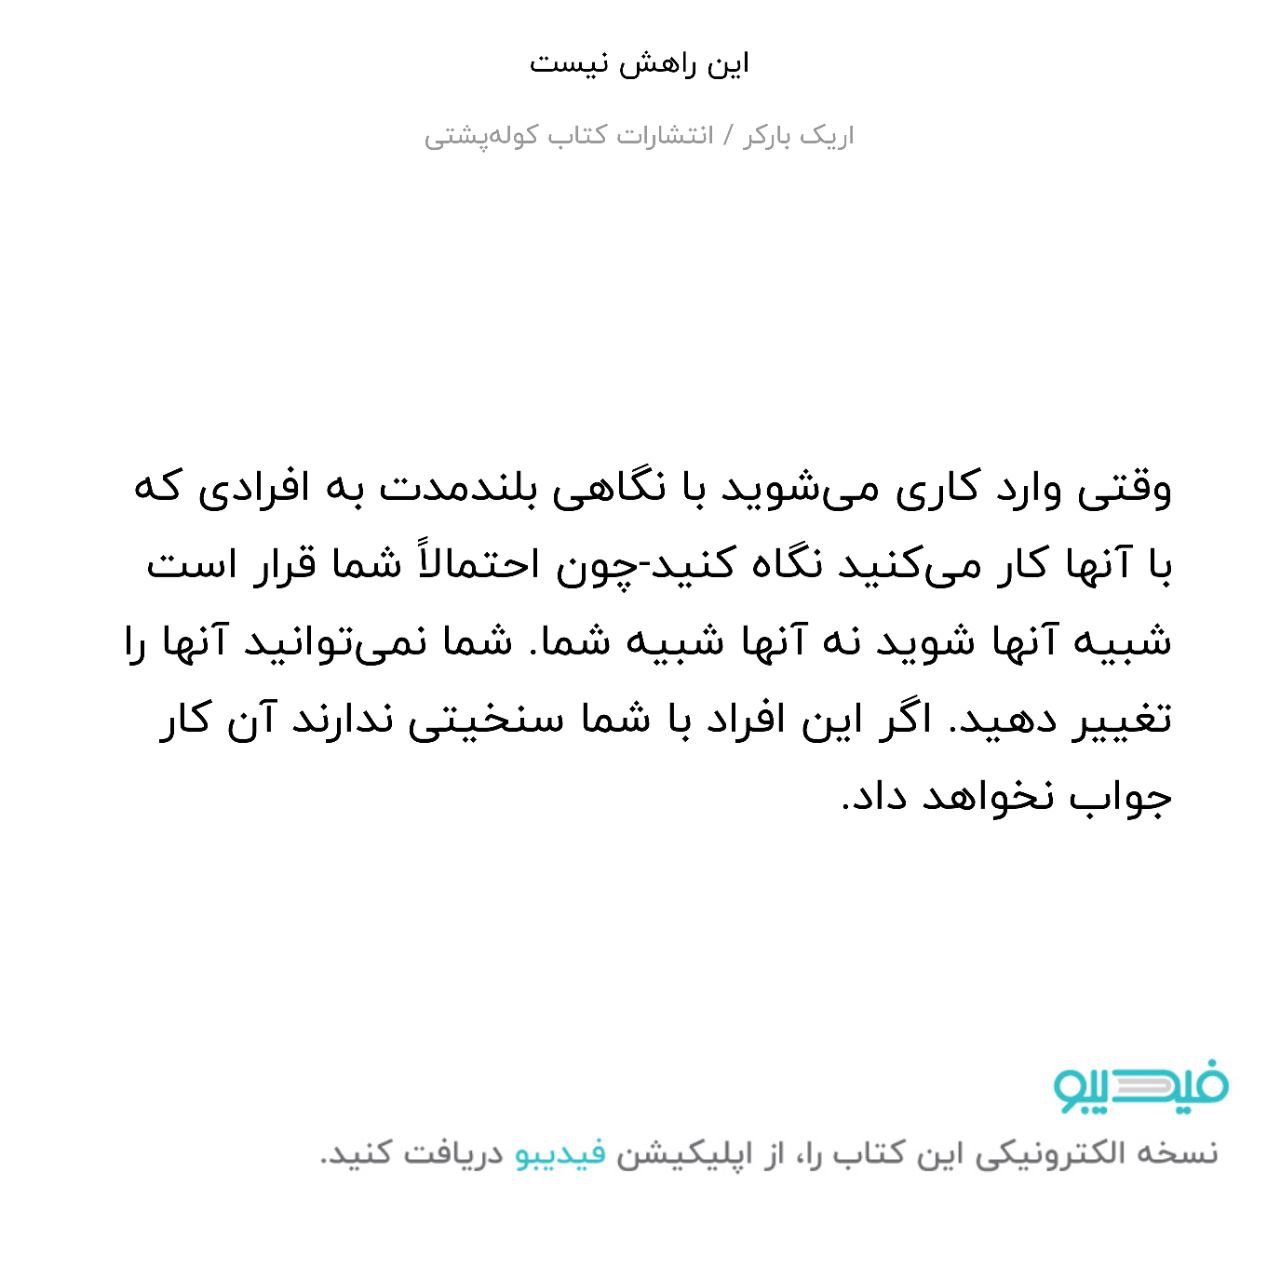 این راهش نیست
اریک بارکر / انتشارات کتاب کوله‌پشتی
وقتی وارد کاری می‌شوید با نگاهی بلندمدت به افرادی که
با آنها کار می‌کنید نگاه کنید-چون احتمالاً شما قرار است
شبیه آنها شوید نه آنها شبیه شما. شما نمی‌توانید آنها را
تغییر دهید. اگر این افراد با شما سنخیتی ندارند آن کار
جواب نخواهد داد.
فیدیبو
نسخه الکترونیکی این کتاب را، از اپلیکیشن فیدیبو دریافت کنید.